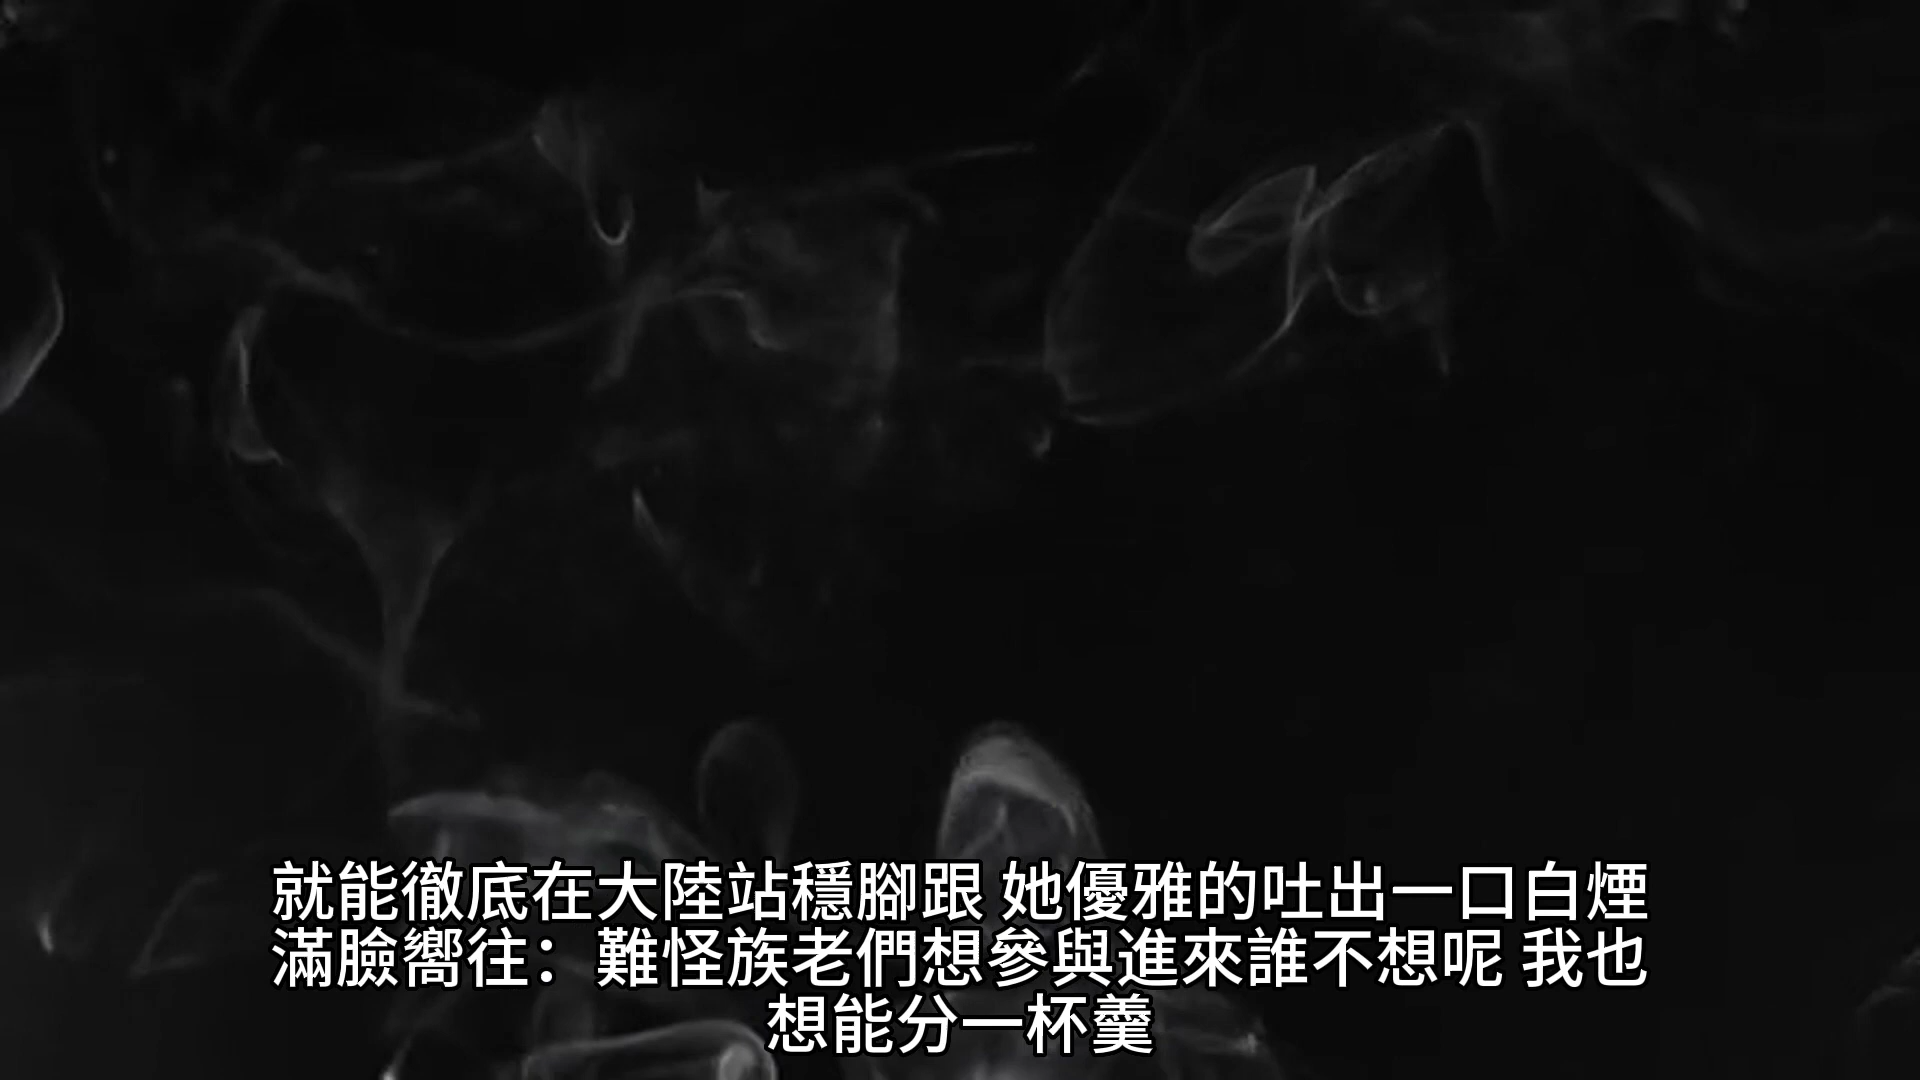 就能徹底在大陸站穩腳跟 她優雅的吐出一口白煙
滿臉嚮往：難怪族老們想參與進來誰不想呢 我也
想能分一杯羹